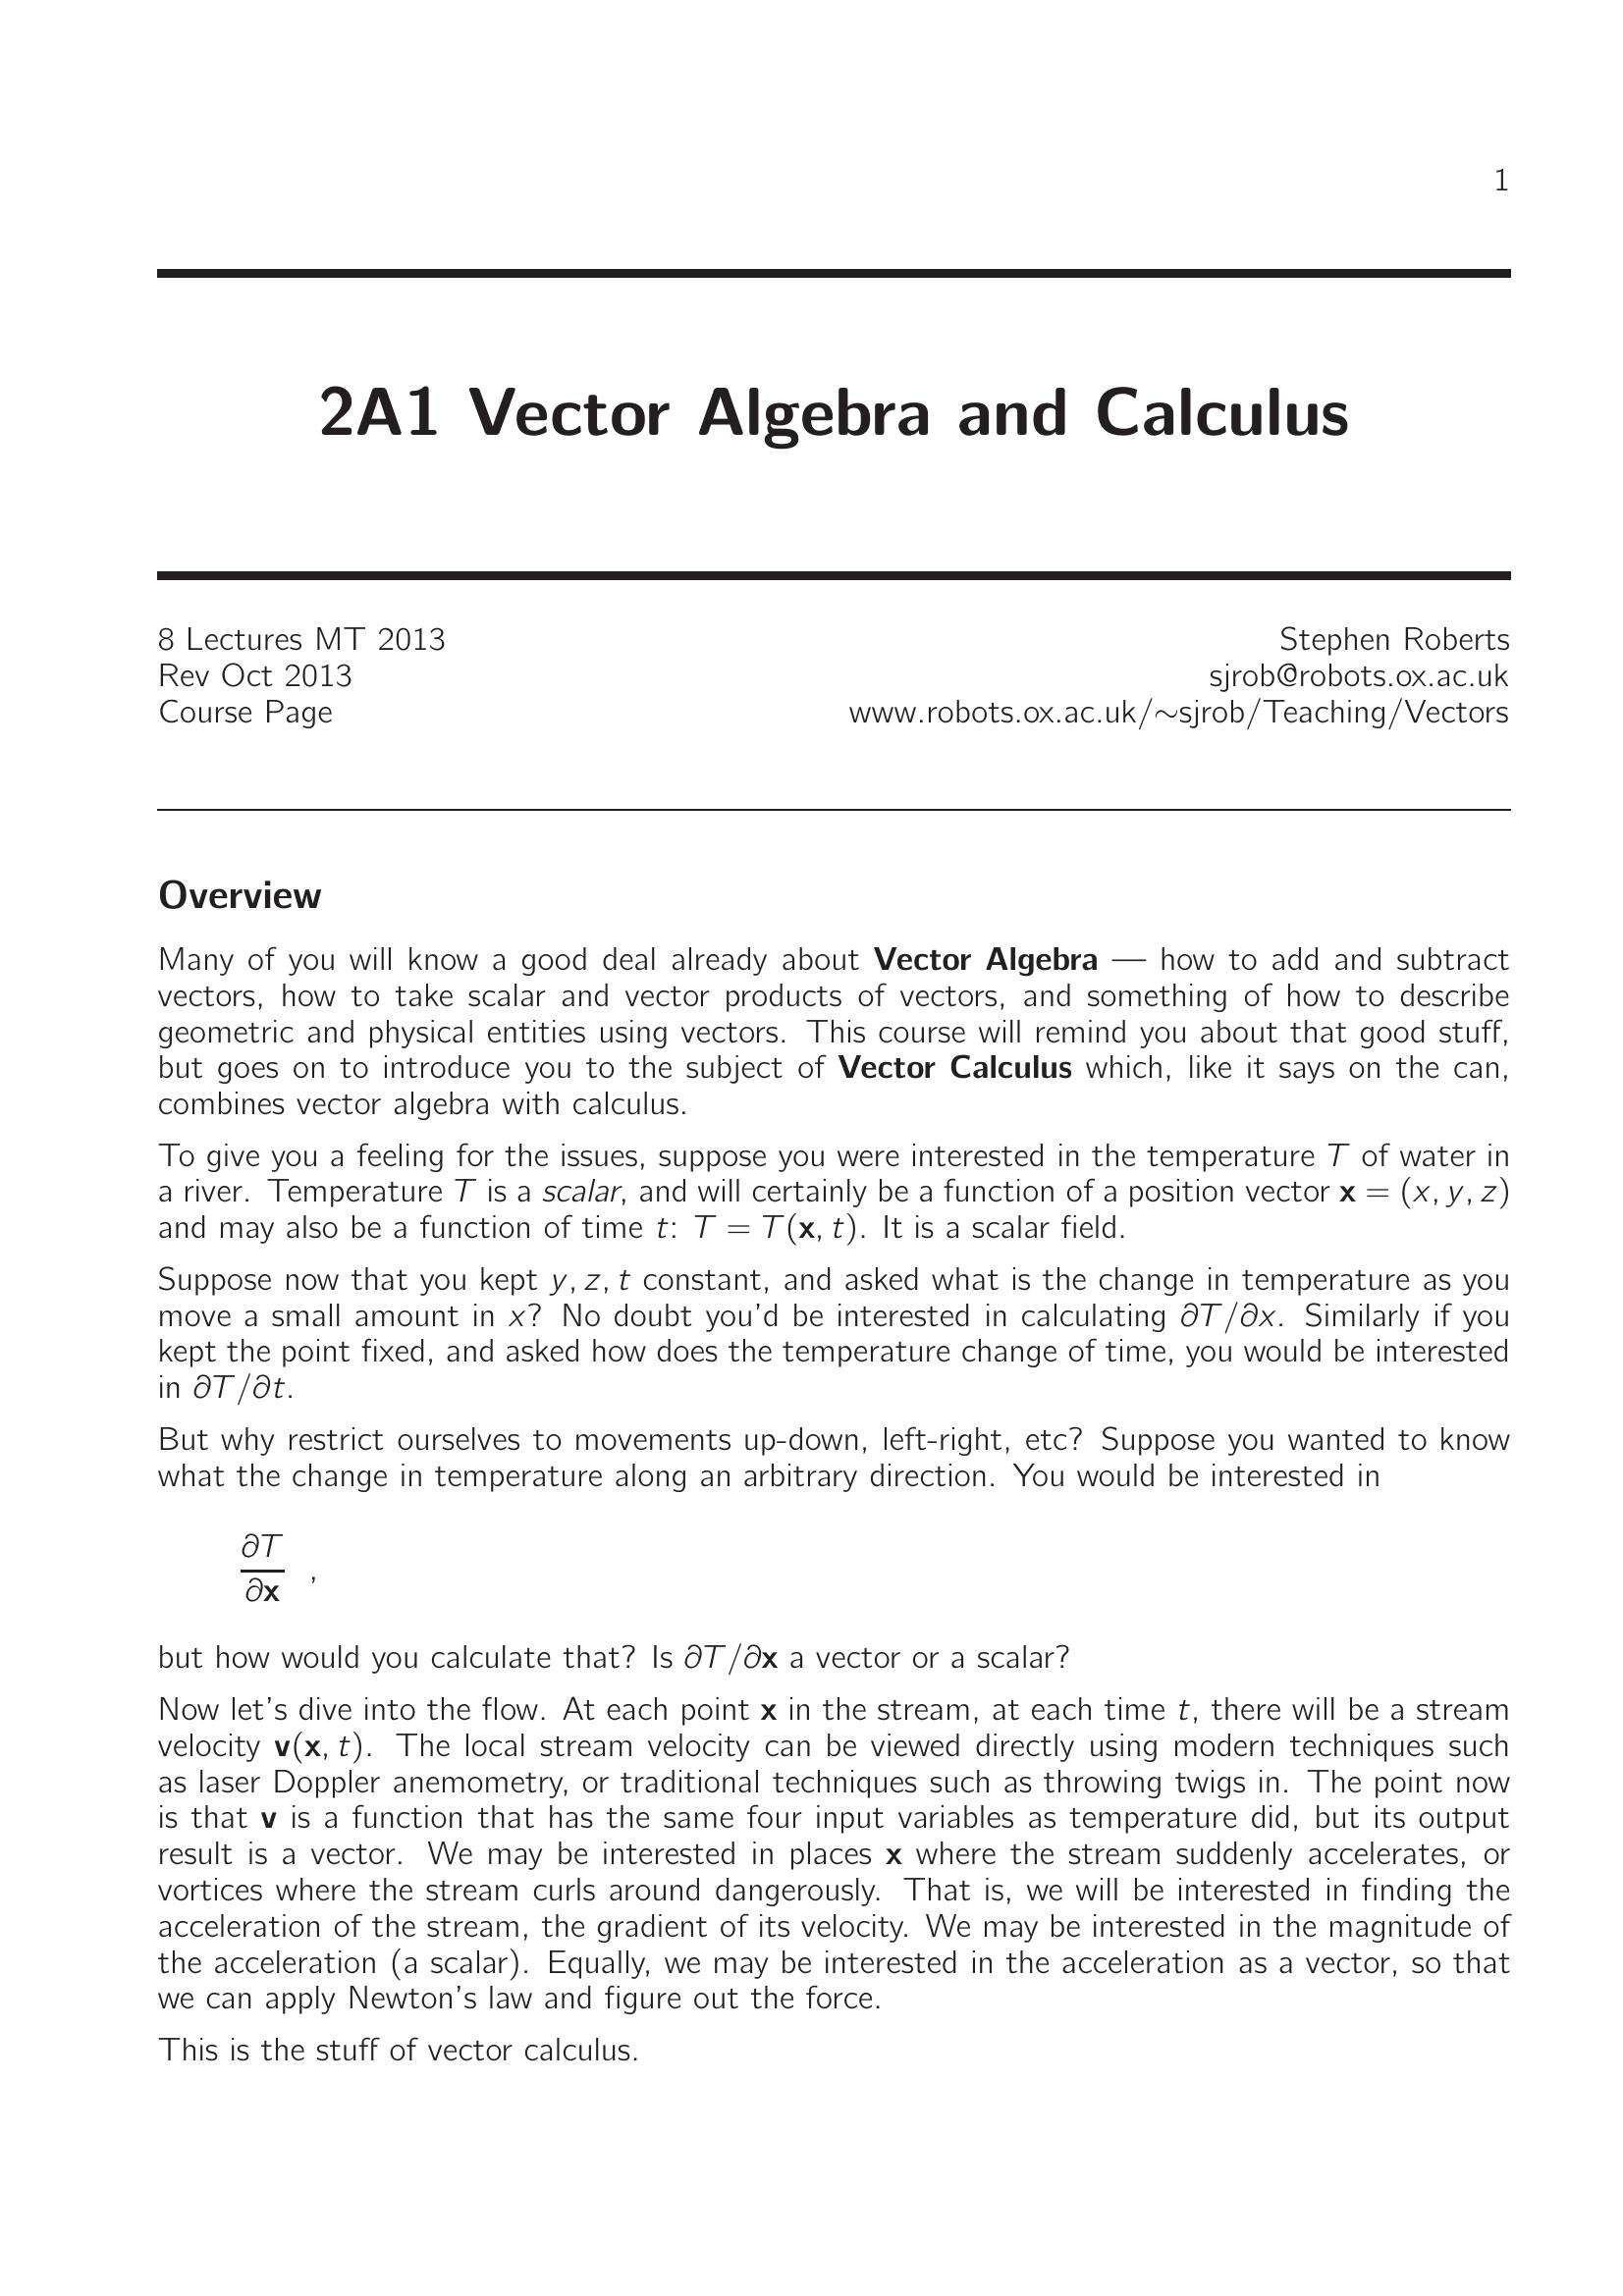 1
2A1 Vector Algebra and Calculus
8 Lectures MT 2013
Stephen Roberts
Rev Oct 2013
sjrob@robots.ox.ac.uk
Course Page
www.robots.ox.ac.uk/∼sjrob/Teaching/Vectors
Overview
Many of you will know a good deal already about Vector Algebra — how to add and subtract
vectors, how to take scalar and vector products of vectors, and something of how to describe
geometric and physical entities using vectors. This course will remind you about that good stuff,
but goes on to introduce you to the subject of Vector Calculus which, like it says on the can,
combines vector algebra with calculus.
To give you a feeling for the issues, suppose you were interested in the temperature T of water in
a river. Temperature T is a scalar, and will certainly be a function of a position vector x = (x, y, z)
and may also be a function of time t: T = T(x, t). It is a scalar field.
Suppose now that you kept y, z, t constant, and asked what is the change in temperature as you
move a small amount in x? No doubt you'd be interested in calculating ∂T/∂x. Similarly if you
kept the point fixed, and asked how does the temperature change of time, you would be interested
in ∂T/∂t.
But why restrict ourselves to movements up-down, left-right, etc? Suppose you wanted to know
what the change in temperature along an arbitrary direction. You would be interested in
∂T
∂x ,
but how would you calculate that? Is ∂T/∂x a vector or a scalar?
Now let's dive into the flow. At each point x in the stream, at each time t, there will be a stream
velocity v(x, t). The local stream velocity can be viewed directly using modern techniques such
as laser Doppler anemometry, or traditional techniques such as throwing twigs in. The point now
is that v is a function that has the same four input variables as temperature did, but its output
result is a vector. We may be interested in places x where the stream suddenly accelerates, or
vortices where the stream curls around dangerously. That is, we will be interested in finding the
acceleration of the stream, the gradient of its velocity. We may be interested in the magnitude of
the acceleration (a scalar). Equally, we may be interested in the acceleration as a vector, so that
we can apply Newton's law and figure out the force.
This is the stuff of vector calculus.